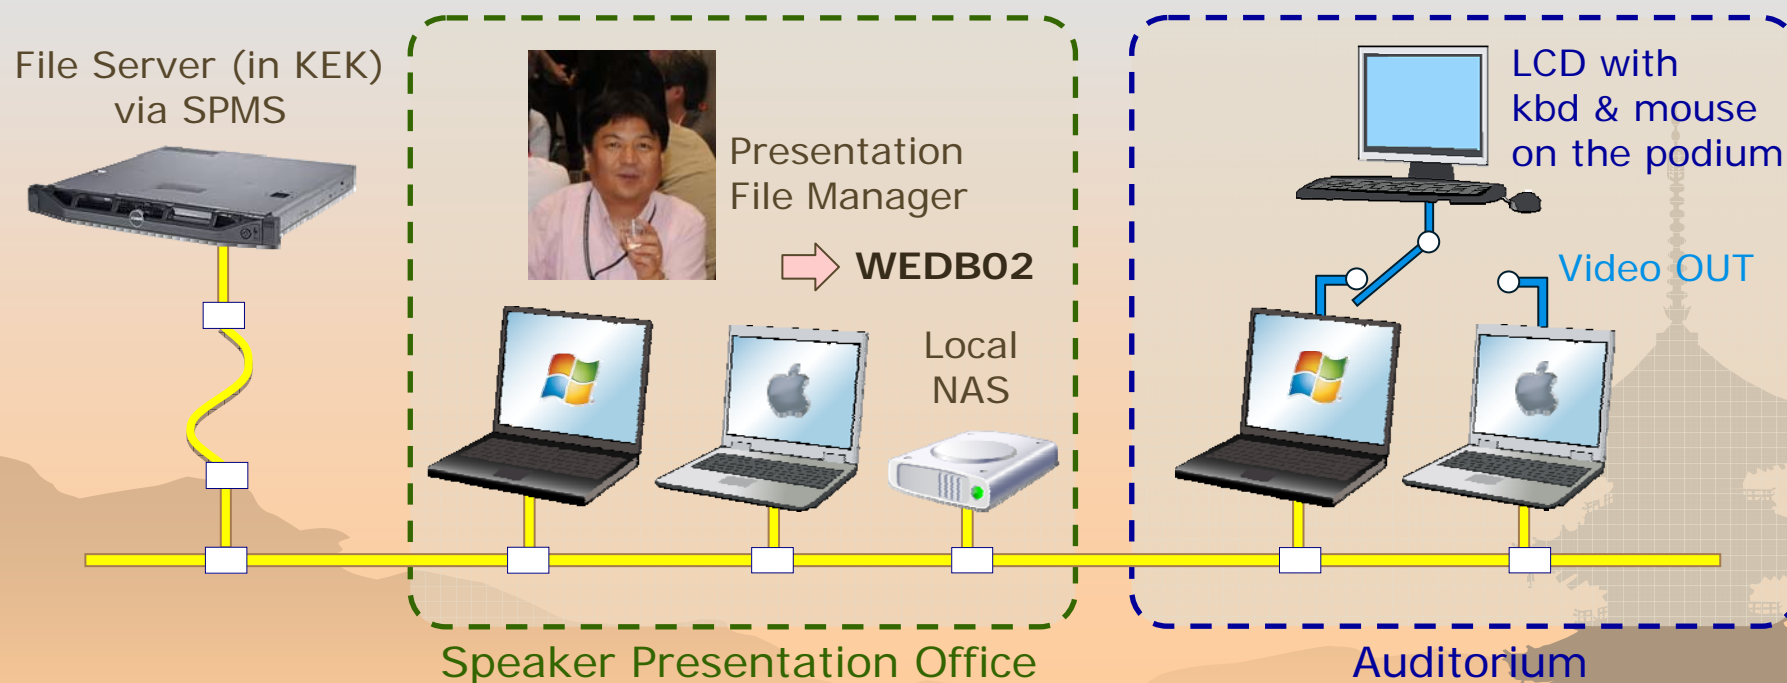 File Server (in KEK)
via SPMS
Presentation
File Manager
WEDB02
Local
NAS
LCD with
kbd & mouse
on the podium
Video OUT
Speaker Presentation Office
Auditorium